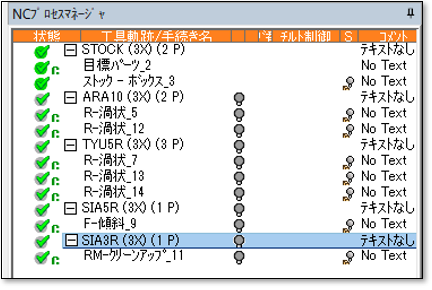 NCﾌﾟﾛｾｽﾏﾈｰｼﾞｬ
状態 工具軌跡/手続き名 ﾁﾙﾄ制御 S ｺﾒﾝﾄ
STOCK (3X) (2 P) テキストなし
目標パーツ_2 No Text
ストック - ボックス_3 No Text
ARA10 (3X) (2 P) テキストなし
R-渦状_5 No Text
R-渦状_12 No Text
TYU5R (3X) (3 P) テキストなし
R-渦状_7 No Text
R-渦状_13 No Text
R-渦状_14 No Text
SIA5R (3X) (1 P) テキストなし
F-傾斜_9 No Text
SIA3R (3X) (1 P) テキストなし
RM-クリーンアップ_11 No Text